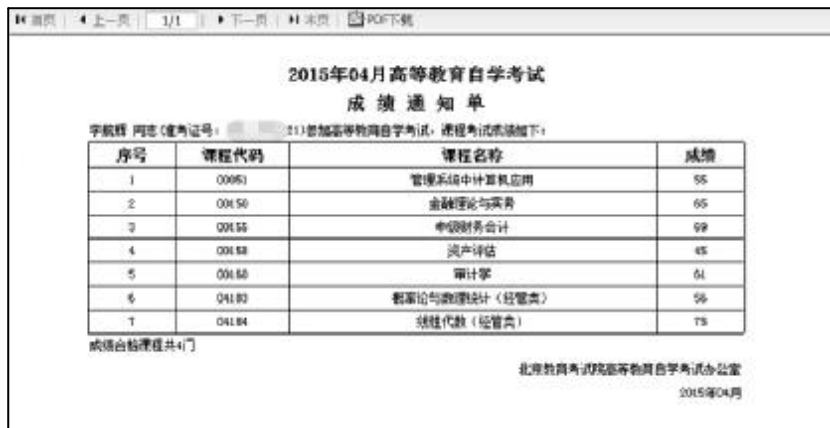 首页 上一页 1/1 下一页 末页 PDF下载
2015年04月高等教育自学考试
成 绩 通 知 单
同志(准考证号: 21)参加高等教育自学考试, 课程考试成绩如下:
序号 课程代码 课程名称 成绩
1 00051 管理系统中计算机应用 55
2 00150 金融理论与实务 65
3 00155 中级财务会计
4 00158 资产评估 45
5 00160 审计学 61
6 04183 概率论与数理统计（经管类） 56
7 04184 线性代数（经管类） 75
成绩合格课程共4门
北京教育考试院高等教育自学考试办公室
2015年04月